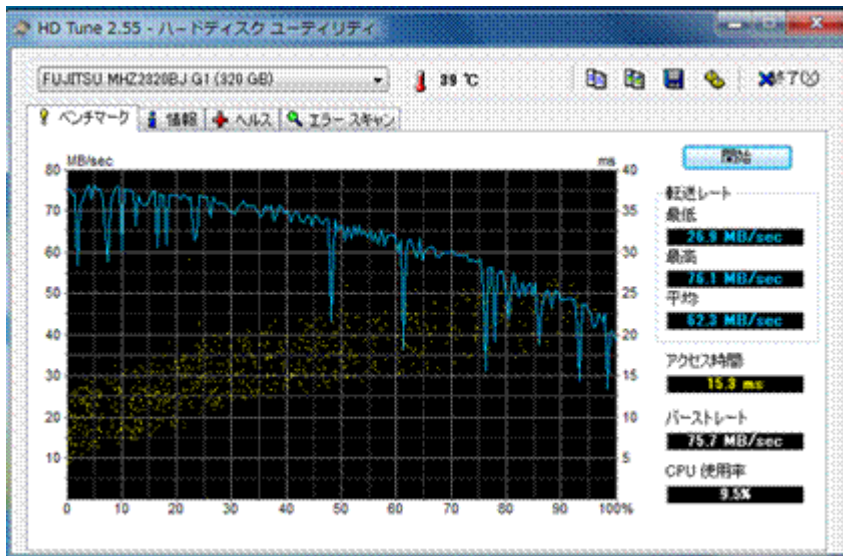 HD Tune 2.55 - ハードディスク ユーティリティ
FUJITSU MHZ2320BJ G1 (320 GB)
39 ℃
終了(X)
ベンチマーク 情報 ヘルス エラー スキャン
MB/sec ms
開始
80 40
70 35
60 30
50 25
40 20
30 15
20 10
10 5
0 10 20 30 40 50 60 70 80 90 100%
転送レート
最低
26.9 MB/sec
最高
76.1 MB/sec
平均
62.3 MB/sec
アクセス時間
15.3 ms
バーストレート
75.7 MB/sec
CPU 使用率
9.5%